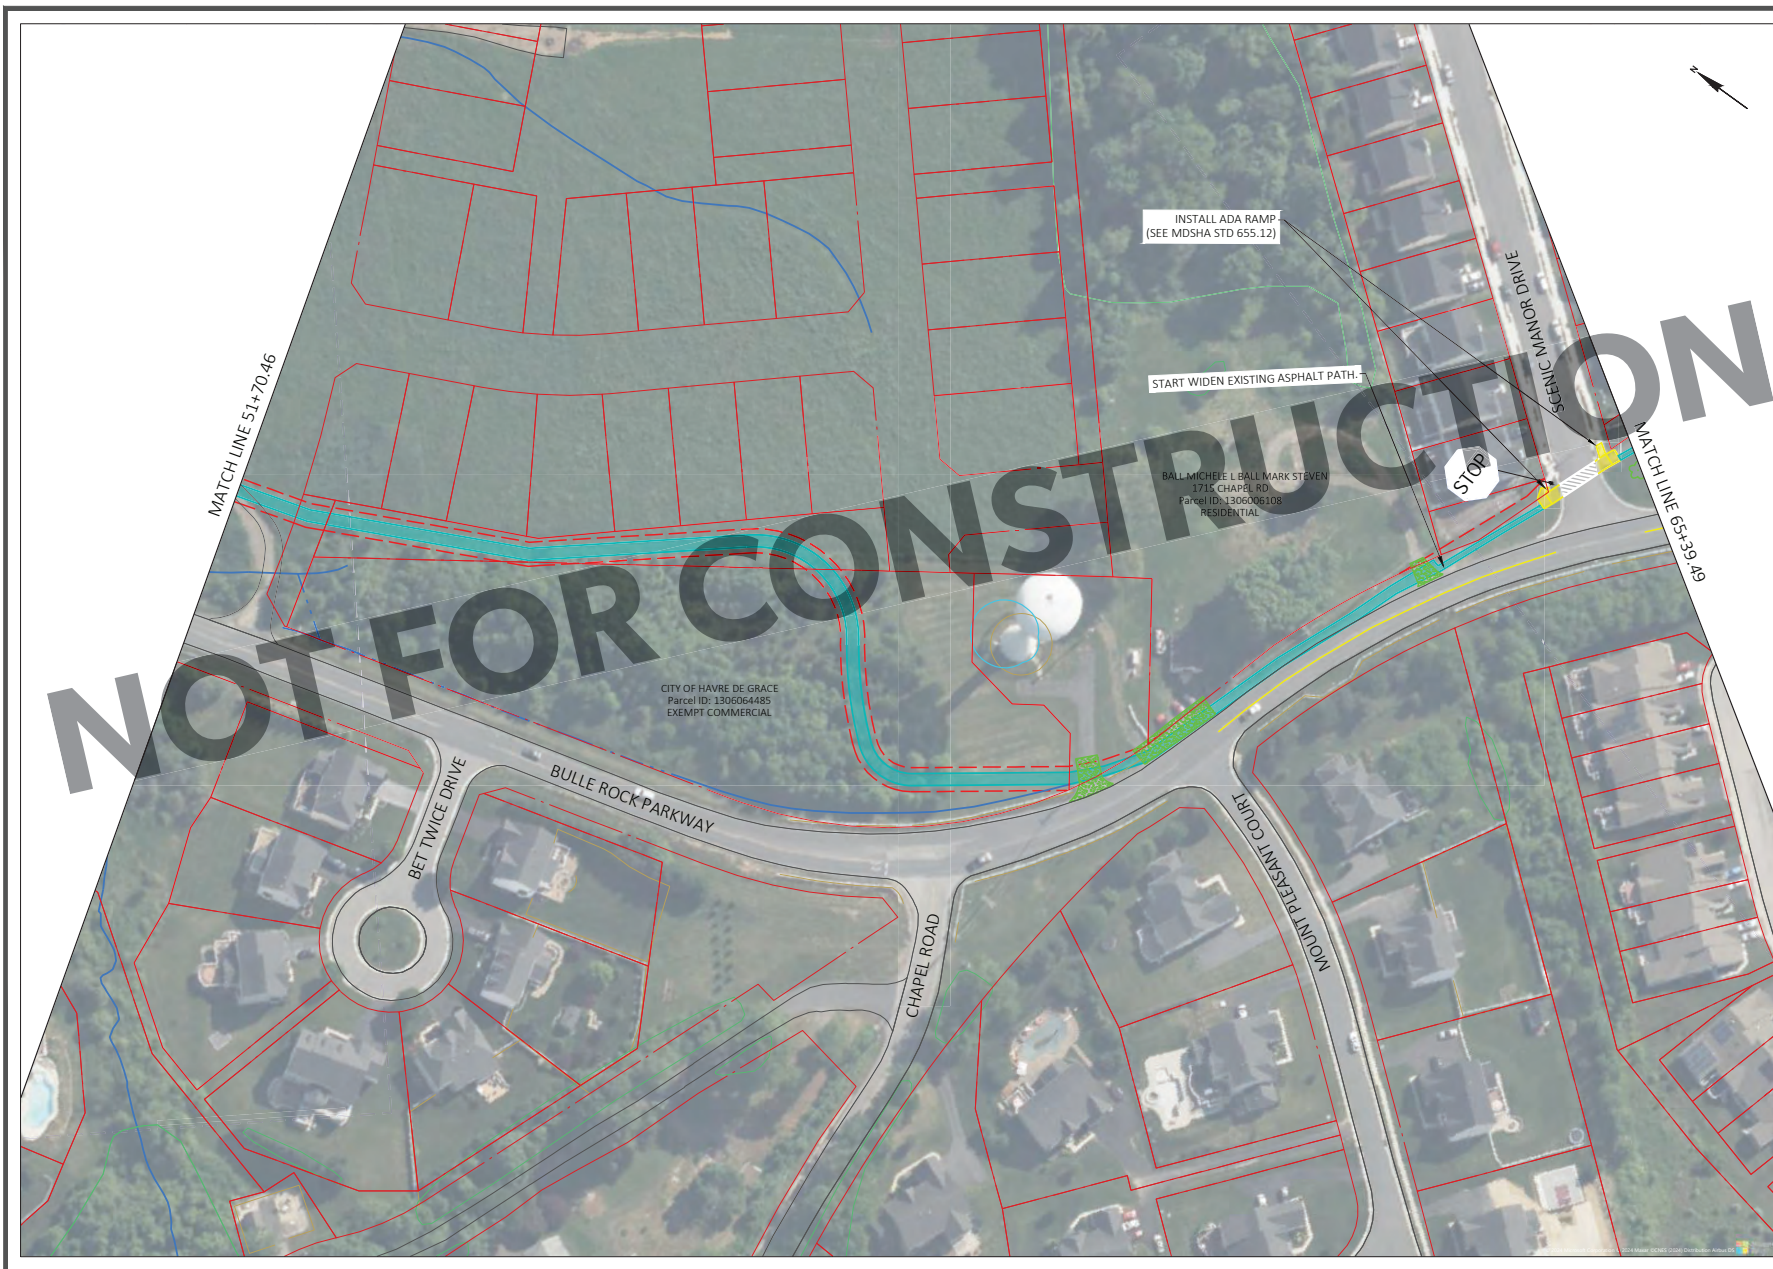 N
INSTALL ADA RAMP
(SEE MDSHA STD 655.12)
SCENIC MANOR DRIVE
START WIDEN EXISTING ASPHALT PATH.
MATCH LINE 51+70.46
NOT FOR CONSTRUCTION
BALL MICHELE L BALL MARK STEVEN
1715 CHAPEL RD
Parcel ID: 1306006108
RESIDENTIAL
STOP
MATCH LINE 65+39.49
CITY OF HAVRE DE GRACE
Parcel ID: 1306064485
EXEMPT COMMERCIAL
BET TWICE DRIVE
BULLE ROCK PARKWAY
MOUNT PLEASANT COURT
CHAPEL ROAD